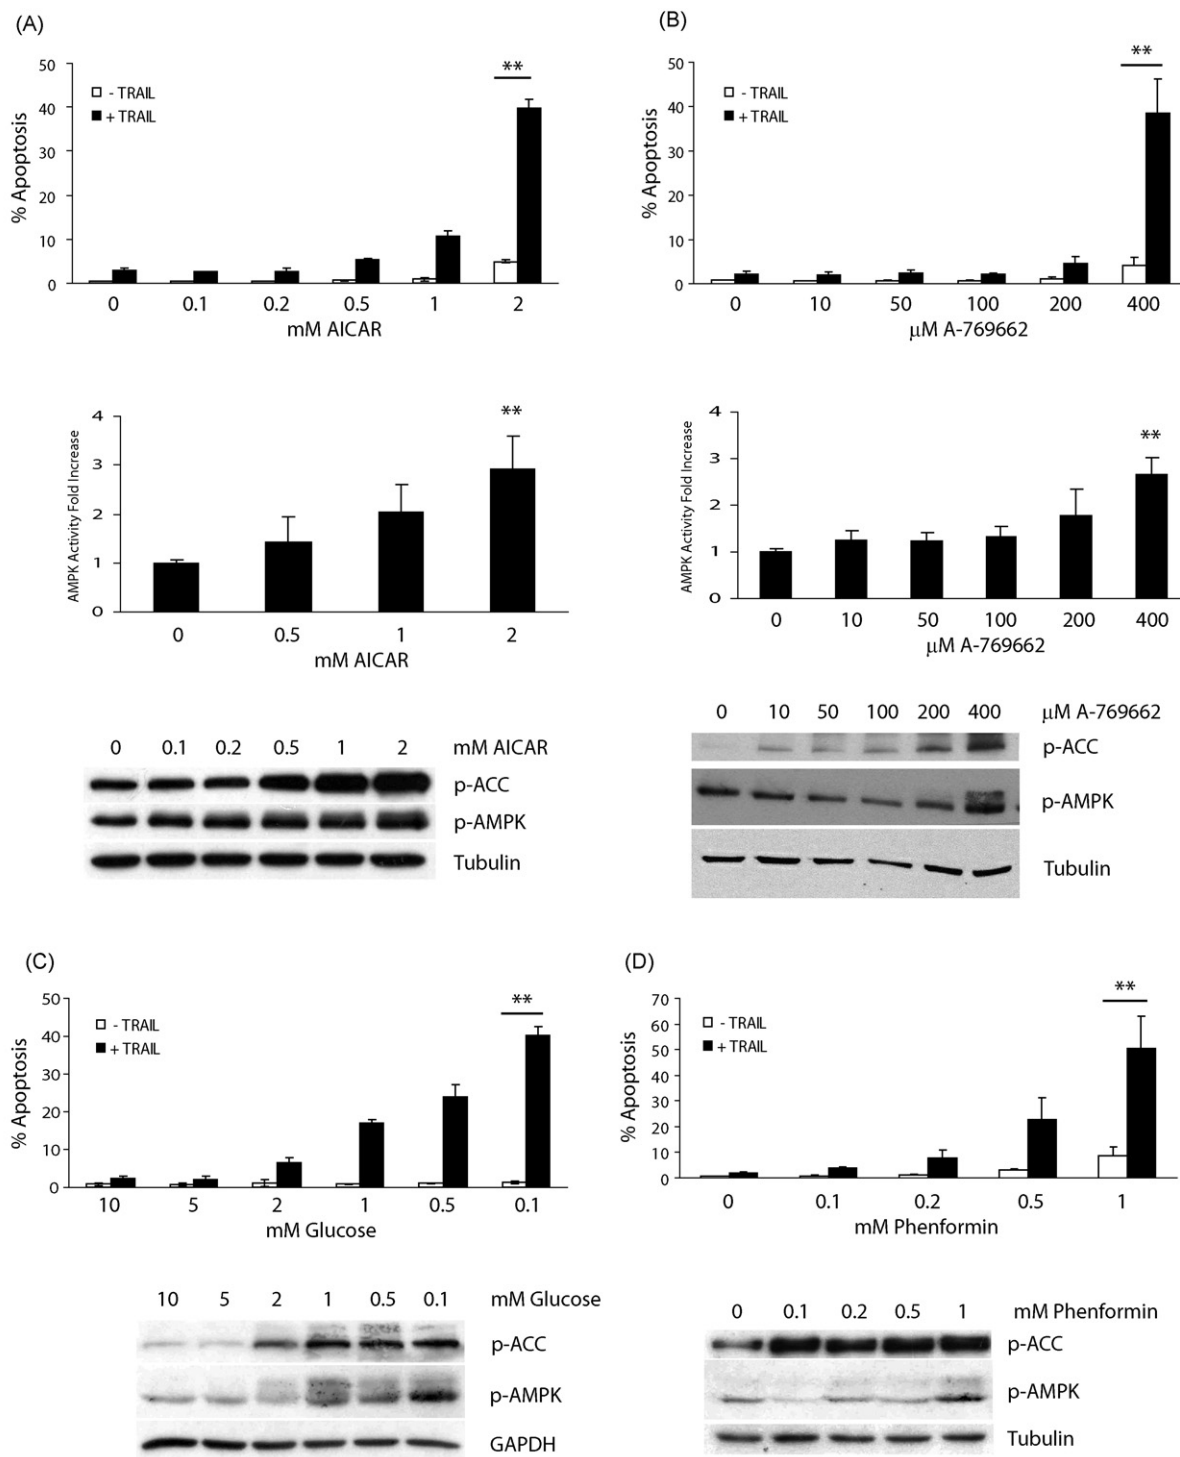 (A)
50
40
30
20
10
0
% Apoptosis
- TRAIL
+ TRAIL
**
0 0.1 0.2 0.5 1 2
mM AICAR
4
3
2
1
0
AMPK Activity Fold Increase
**
0 0.5 1 2
mM AICAR
0 0.1 0.2 0.5 1 2 mM AICAR
p-ACC
p-AMPK
Tubulin
(B)
50
40
30
20
10
0
% Apoptosis
- TRAIL
+ TRAIL
**
0 10 50 100 200 400
μM A-769662
4
3
2
1
0
AMPK Activity Fold Increase
**
0 10 50 100 200 400
μM A-769662
0 10 50 100 200 400 μM A-769662
p-ACC
p-AMPK
Tubulin
(C)
50
40
30
20
10
0
% Apoptosis
- TRAIL
+ TRAIL
**
10 5 2 1 0.5 0.1
mM Glucose
10 5 2 1 0.5 0.1 mM Glucose
p-ACC
p-AMPK
GAPDH
(D)
70
60
50
40
30
20
10
0
% Apoptosis
- TRAIL
+ TRAIL
**
0 0.1 0.2 0.5 1
mM Phenformin
0 0.1 0.2 0.5 1 mM Phenformin
p-ACC
p-AMPK
Tubulin